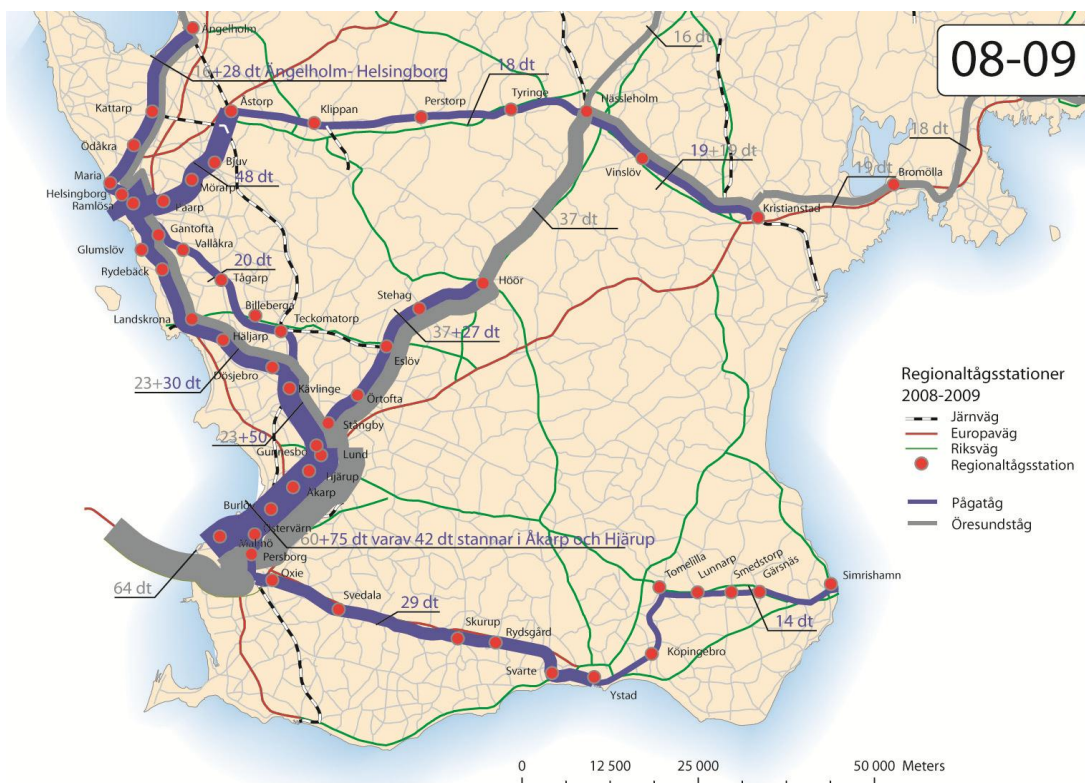 08-09
Ängelholm
16 dt
16+28 dt Ängelholm- Helsingborg
18 dt
Kattarp
Åstorp
Klippan
Perstorp
Tyringe
Hässleholm
18 dt
Ödåkra
Bjuv
19+19 dt
Maria
Mörarp
48 dt
Vinslöv
19 dt
Bromölla
Helsingborg
Ramlösa
Påarp
Kristianstad
Gantofta
37 dt
Glumslöv
Vallåkra
Rydebäck
20 dt
Tågarp
Höör
Stehag
Billeberga
Landskrona
Teckomatorp
37+27 dt
Häljarp
Eslöv
Dösjebro
23+30 dt
Kävlinge
Örtofta
Stångby
23+50
Gunnesbo
Lund
Hjärup
Åkarp
Burlöv
Östervärn
Malmö
60+75 dt varav 42 dt stannar i Åkarp och Hjärup
Persborg
64 dt
Oxie
Svedala
29 dt
Skurup
Rydsgård
Svarte
Ystad
Tomelilla
Lunnarp
Smedstorp
Gärsnäs
Simrishamn
14 dt
Köpingebro
Regionaltågsstationer
2008-2009
Järnväg
Europaväg
Riksväg
Regionaltågsstation
Pågatåg
Öresundståg
0 12 500 25 000 50 000 Meters